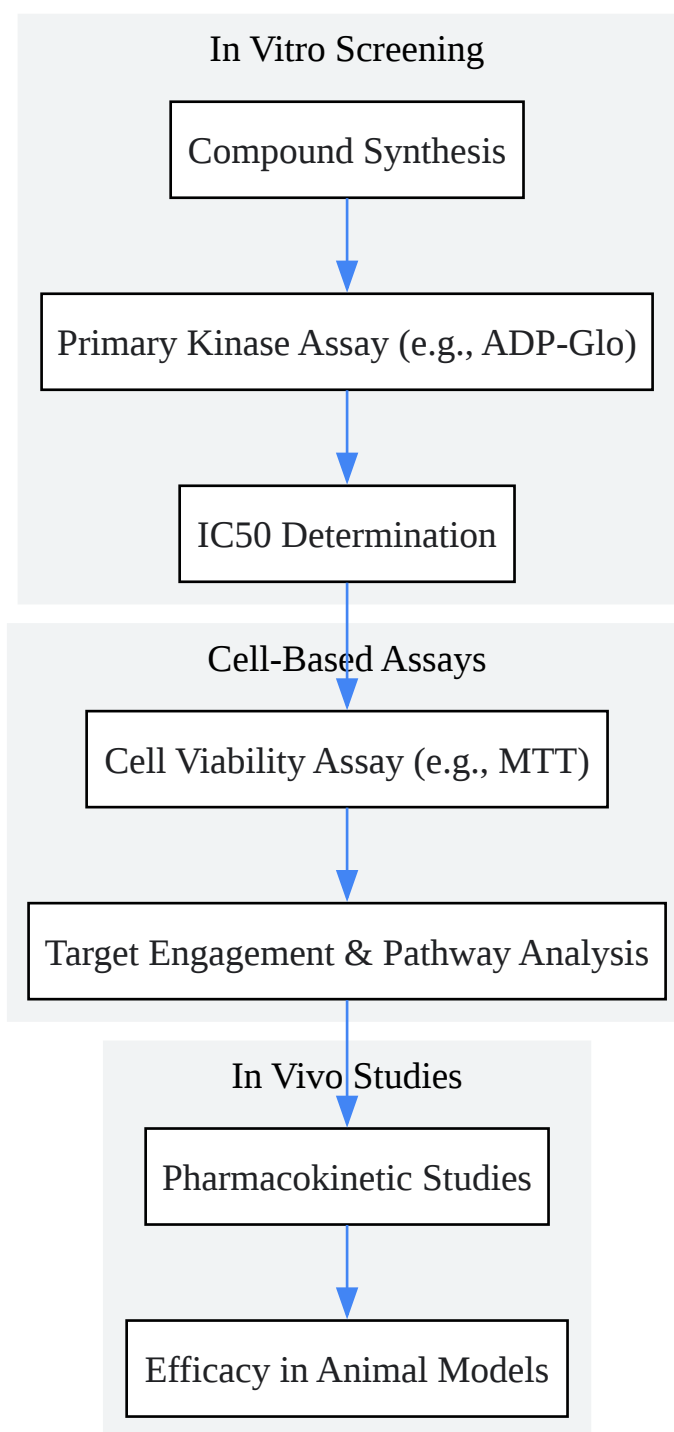 In Vitro Screening
Compound Synthesis
Primary Kinase Assay (e.g., ADP-Glo)
IC50 Determination
Cell-Based Assays
Cell Viability Assay (e.g., MTT)
Target Engagement & Pathway Analysis
In Vivo Studies
Pharmacokinetic Studies
Efficacy in Animal Models